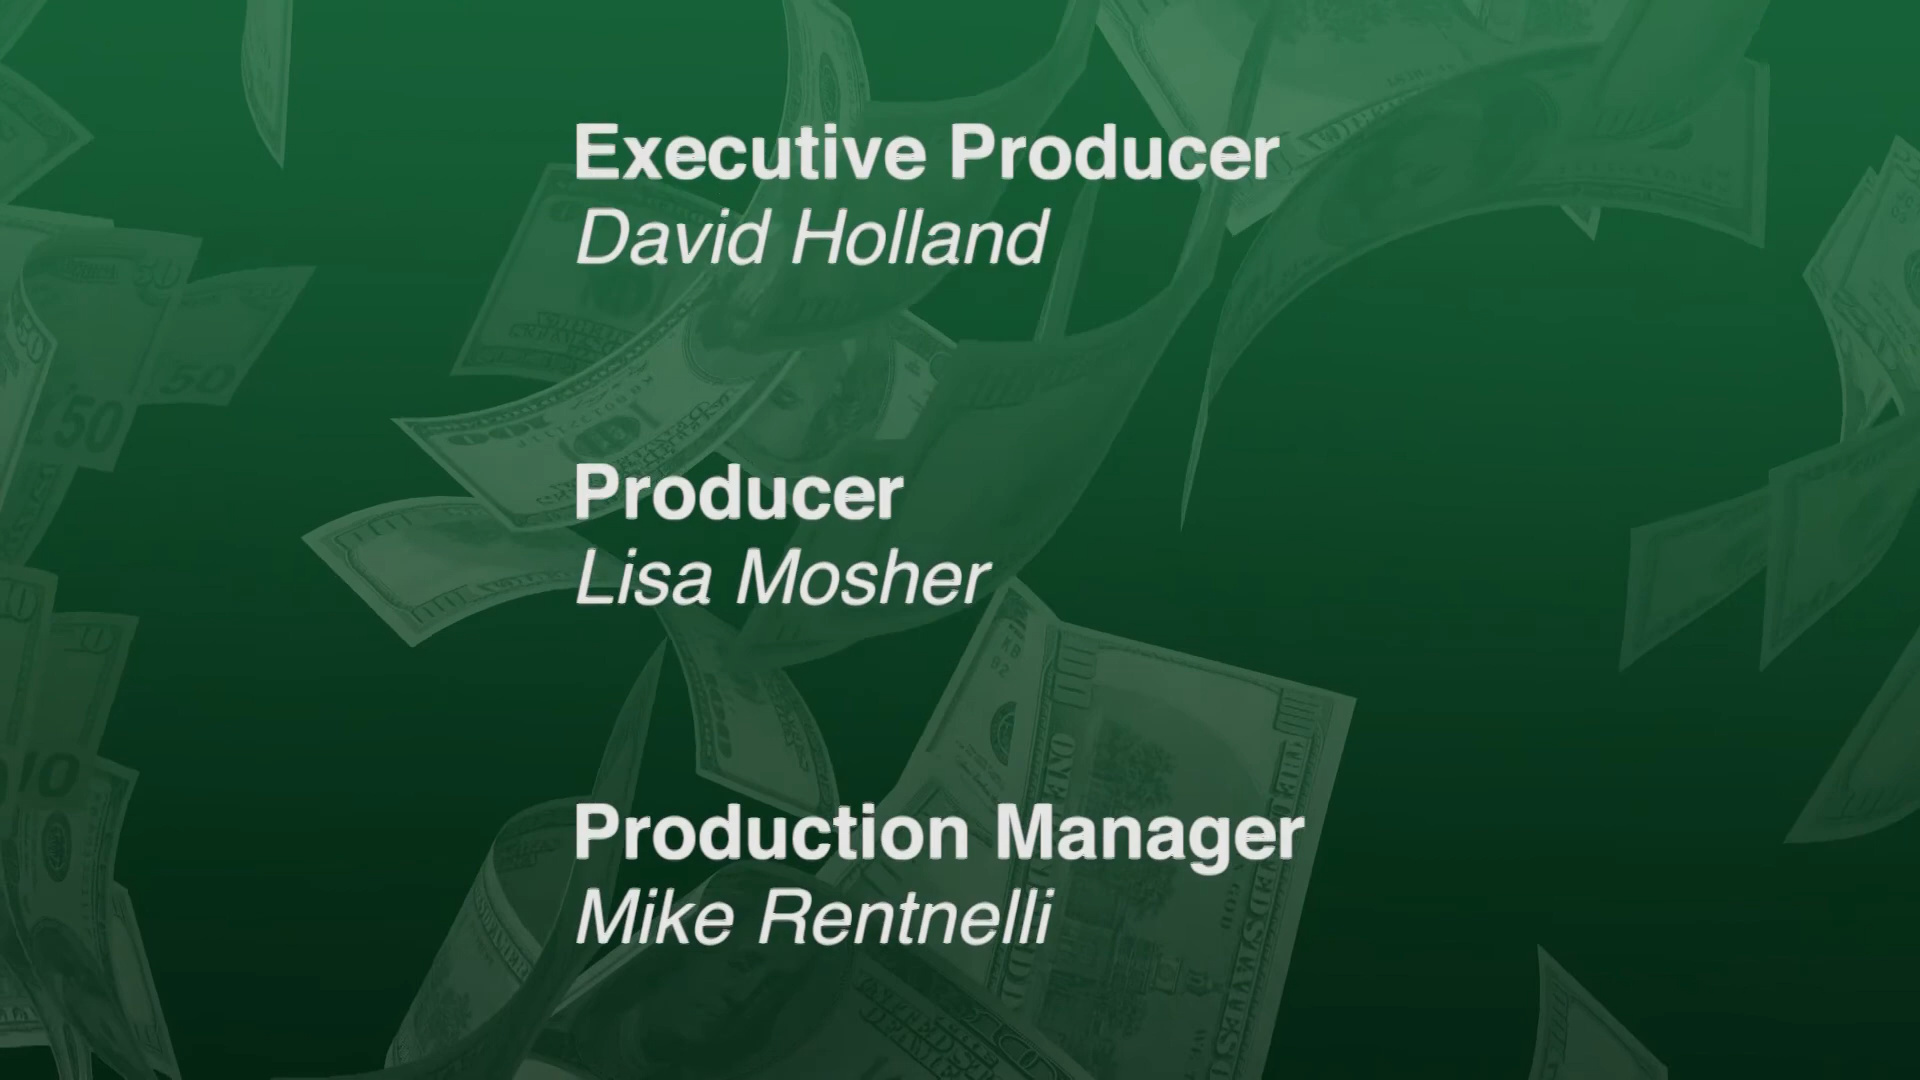 Executive Producer
David Holland
Producer
Lisa Mosher
Production Manager
Mike Rentnelli